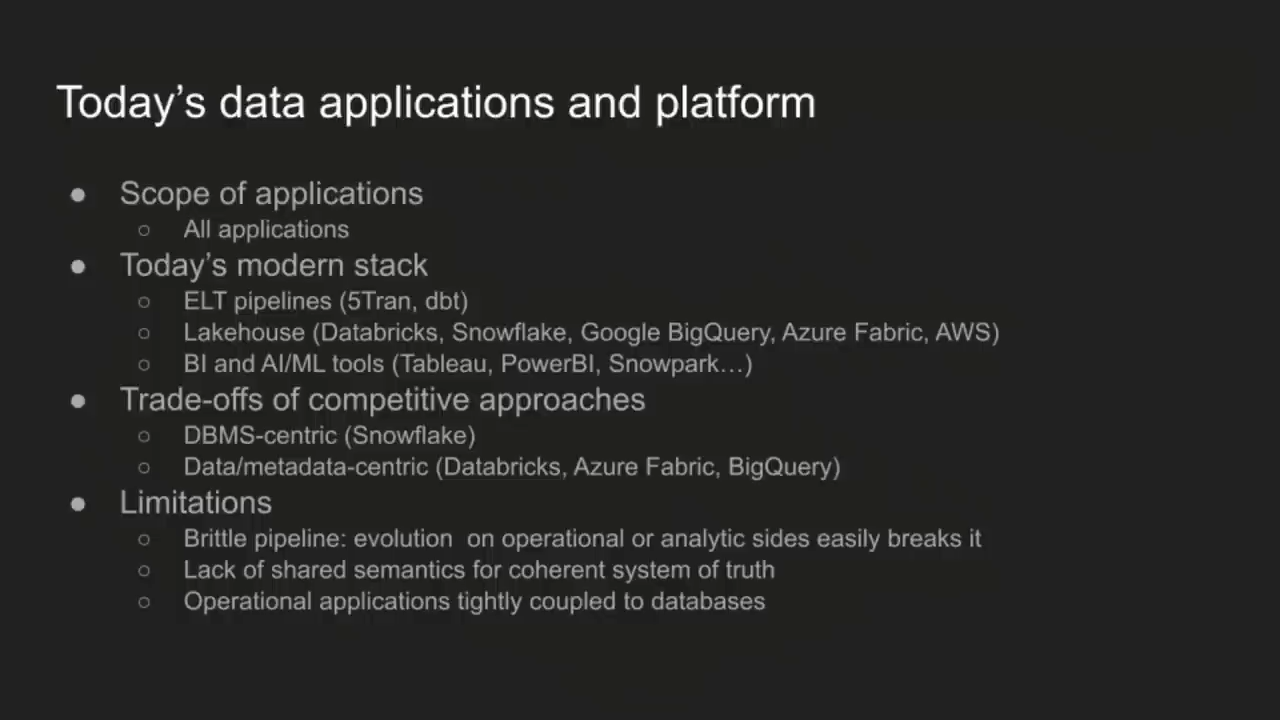 Today’s data applications and platform
● Scope of applications
○ All applications
● Today’s modern stack
○ ELT pipelines (5Tran, dbt)
○ Lakehouse (Databricks, Snowflake, Google BigQuery, Azure Fabric, AWS)
○ BI and AI/ML tools (Tableau, PowerBI, Snowpark…)
● Trade-offs of competitive approaches
○ DBMS-centric (Snowflake)
○ Data/metadata-centric (Databricks, Azure Fabric, BigQuery)
● Limitations
○ Brittle pipeline: evolution  on operational or analytic sides easily breaks it
○ Lack of shared semantics for coherent system of truth
○ Operational applications tightly coupled to databases